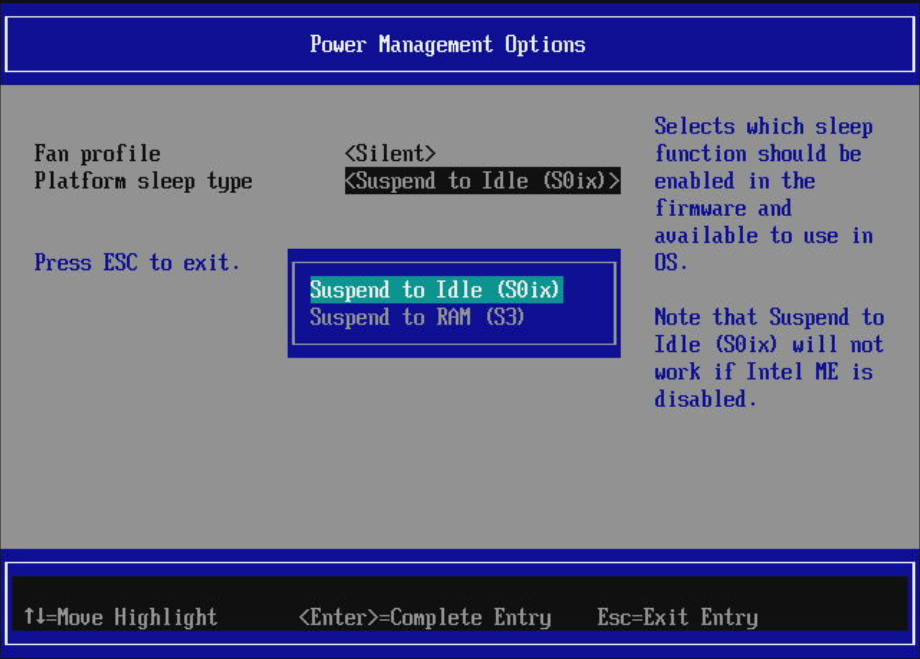 Power Management Options
Fan profile <Silent>
Platform sleep type <Suspend to Idle (S0ix)>
Press ESC to exit.
Suspend to Idle (S0ix)
Suspend to RAM (S3)
Selects which sleep
function should be
enabled in the
firmware and
available to use in
OS.
Note that Suspend to
Idle (S0ix) will not
work if Intel ME is
disabled.
↑↓=Move Highlight <Enter>=Complete Entry Esc=Exit Entry